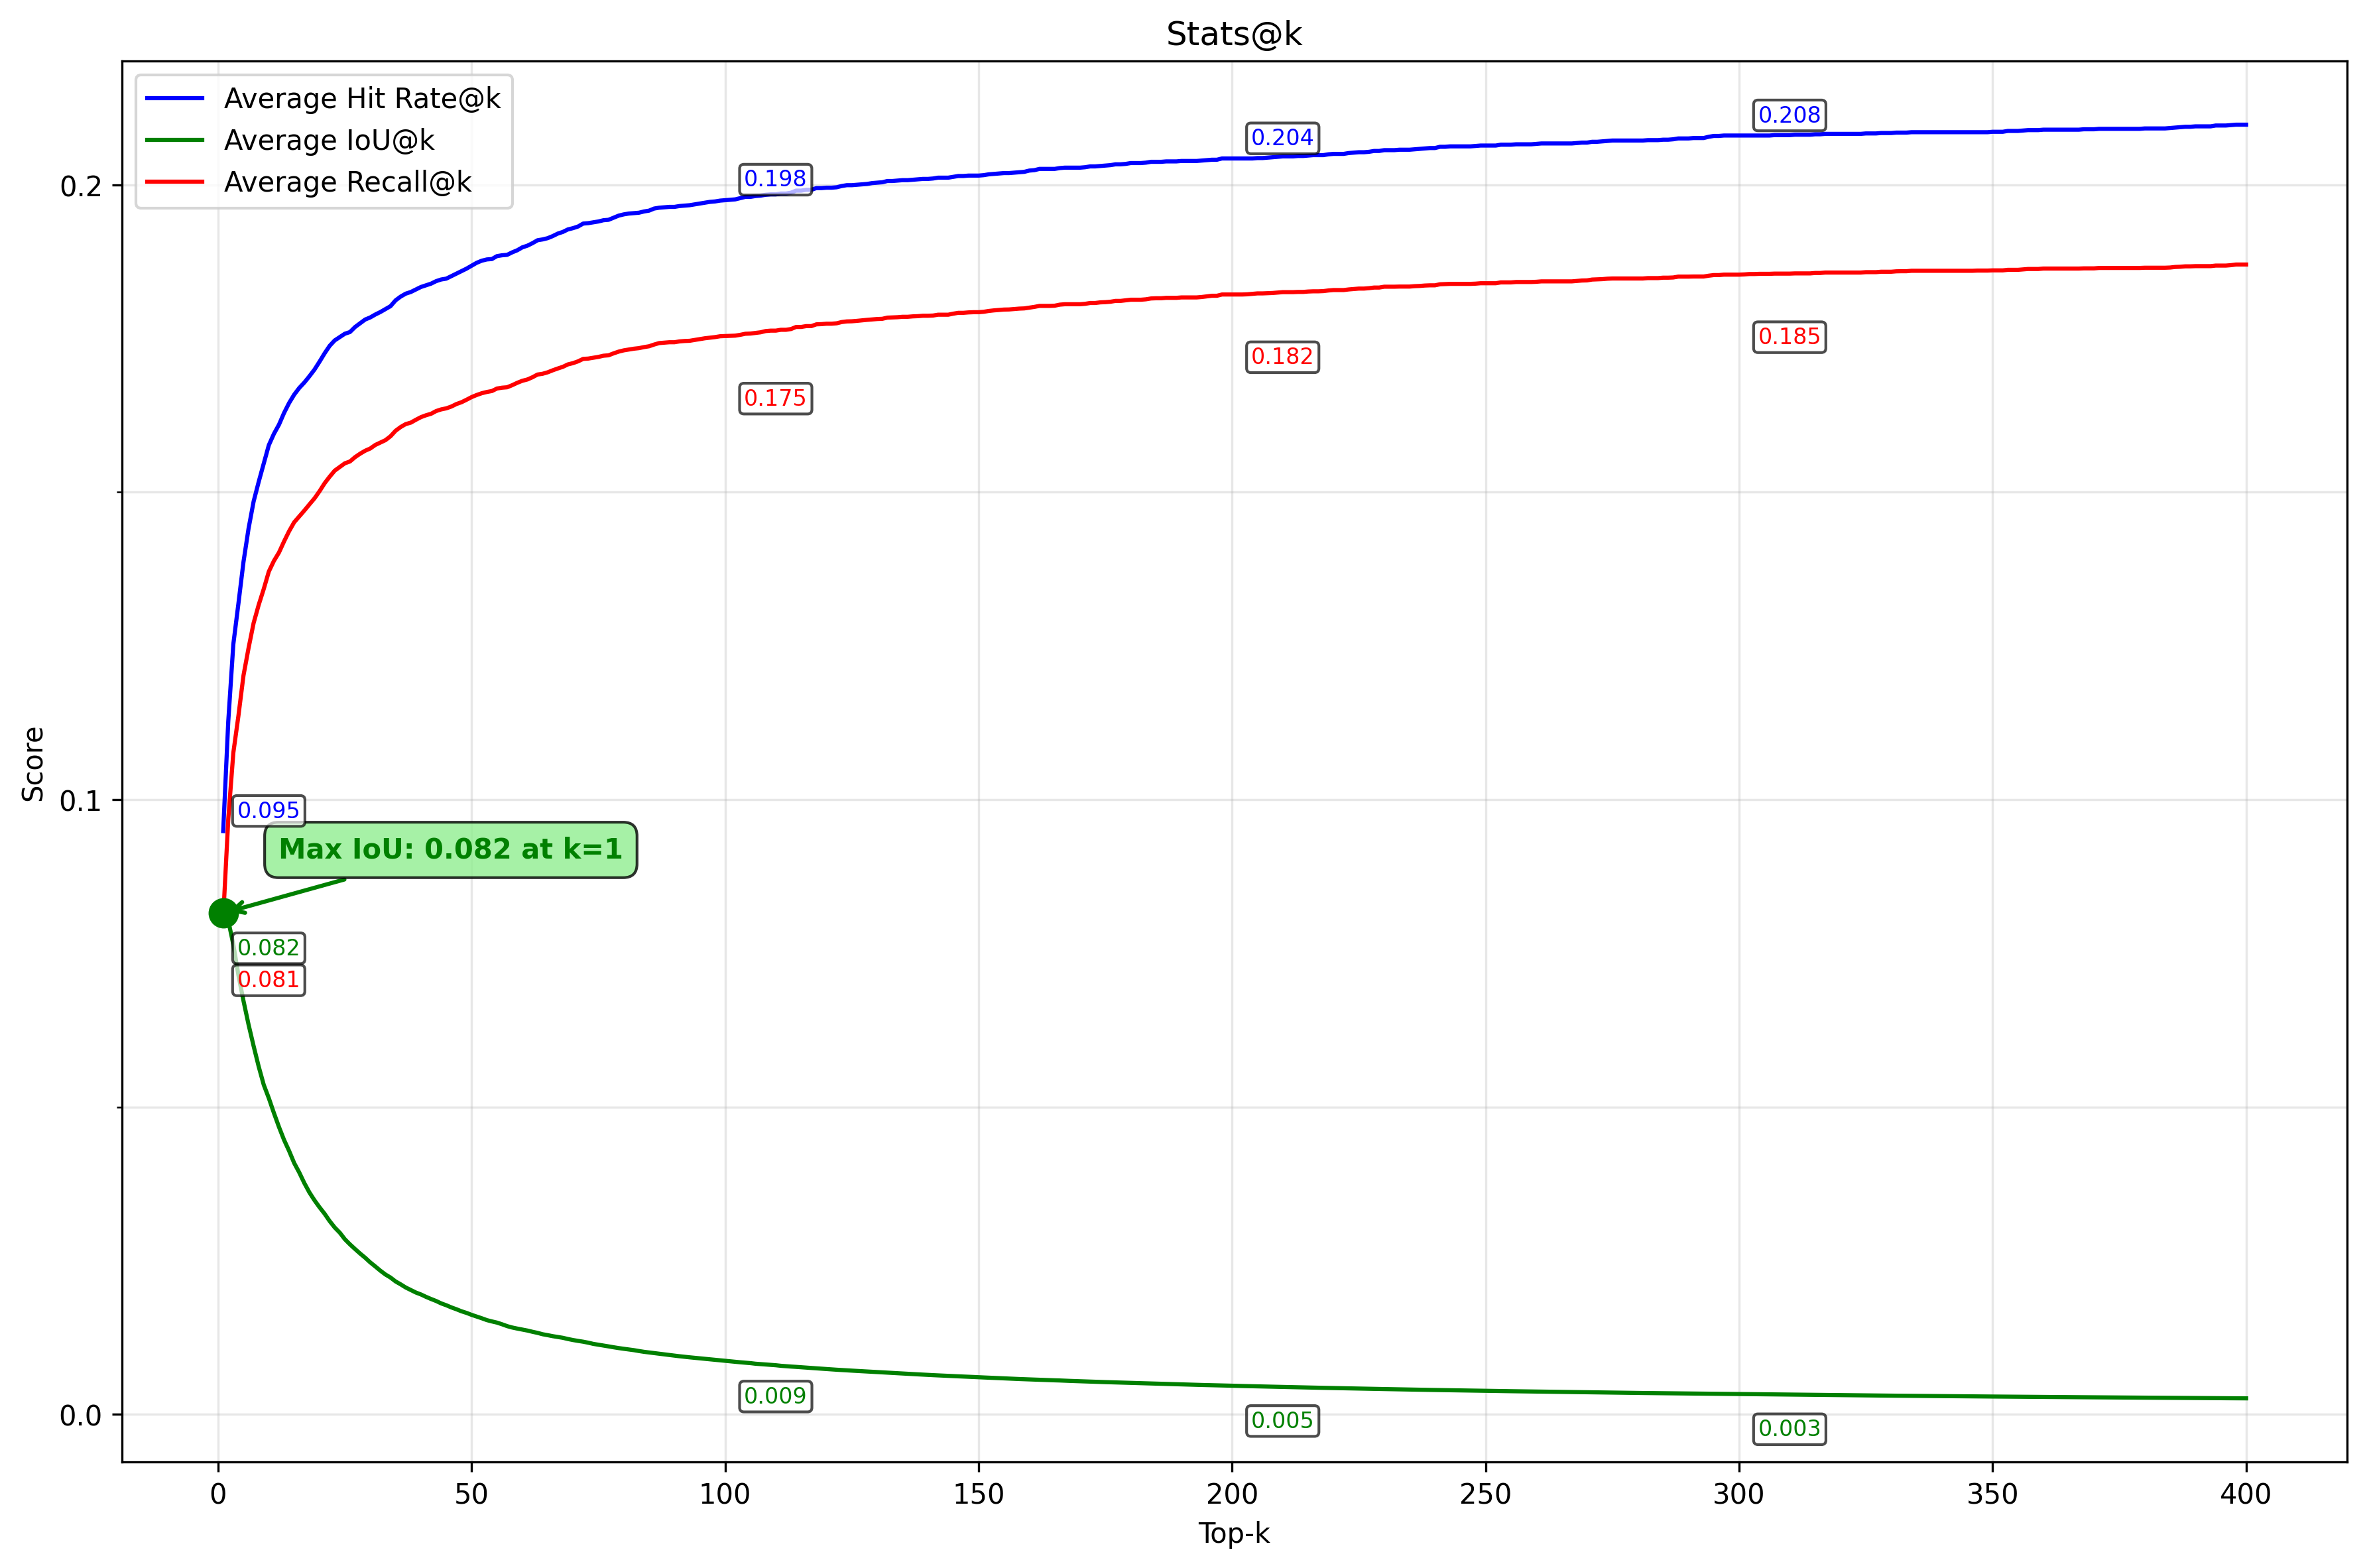 Stats@k
Average Hit Rate@k
Average IoU@k
Average Recall@k
0.2
0.1
0.0
Score
0.198
0.204
0.208
0.175
0.182
0.185
0.095
Max IoU: 0.082 at k=1
0.082
0.081
0.009
0.005
0.003
0 50 100 150 200 250 300 350 400
Top-k